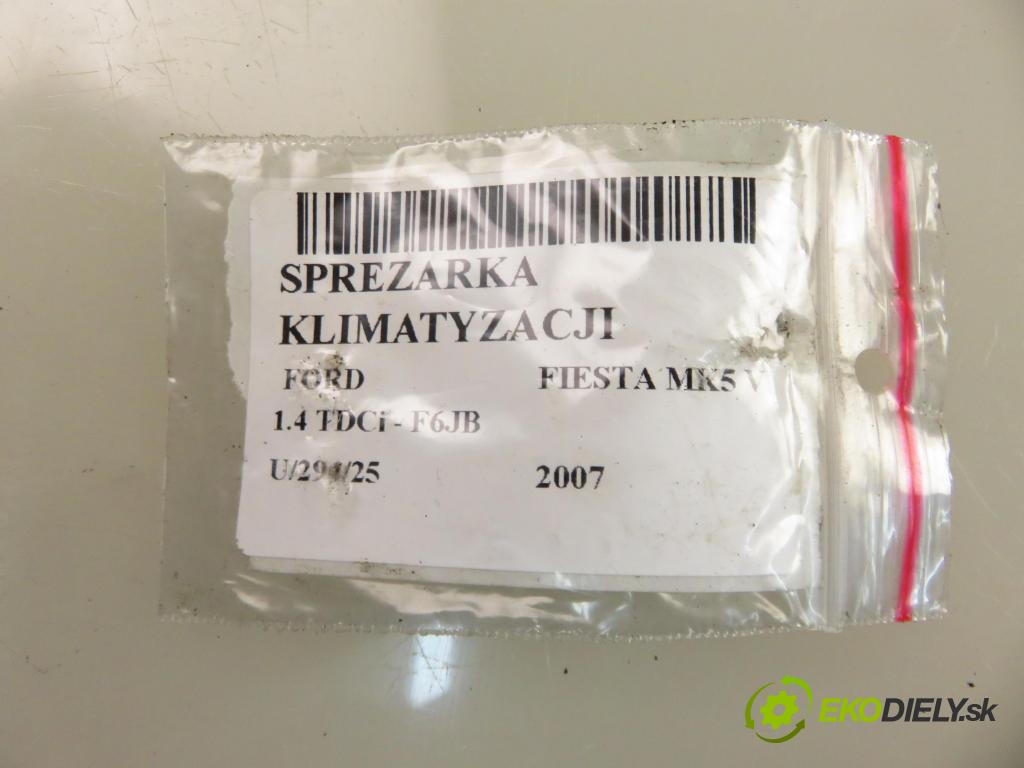 SPREZARKA
KLIMATYZACJI
FORD FIESTA MK5 V
1.4 TDCi - F6JB
2007
EKODIELY.sk